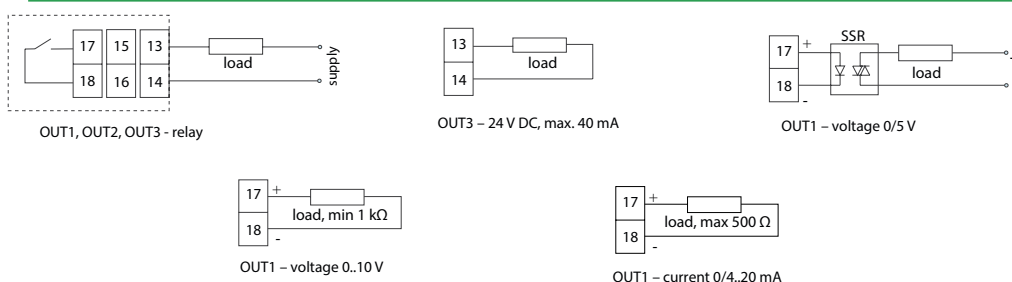 17 15 13
load
18 16 14
supply
OUT1, OUT2, OUT3 - relay
13
load
14
OUT3 – 24 V DC, max. 40 mA
SSR
17 +
load
18
-
OUT1 – voltage 0/5 V
17 +
load, min 1 kΩ
18
-
OUT1 – voltage 0..10 V
17 +
load, max 500 Ω
18
-
OUT1 – current 0/4..20 mA